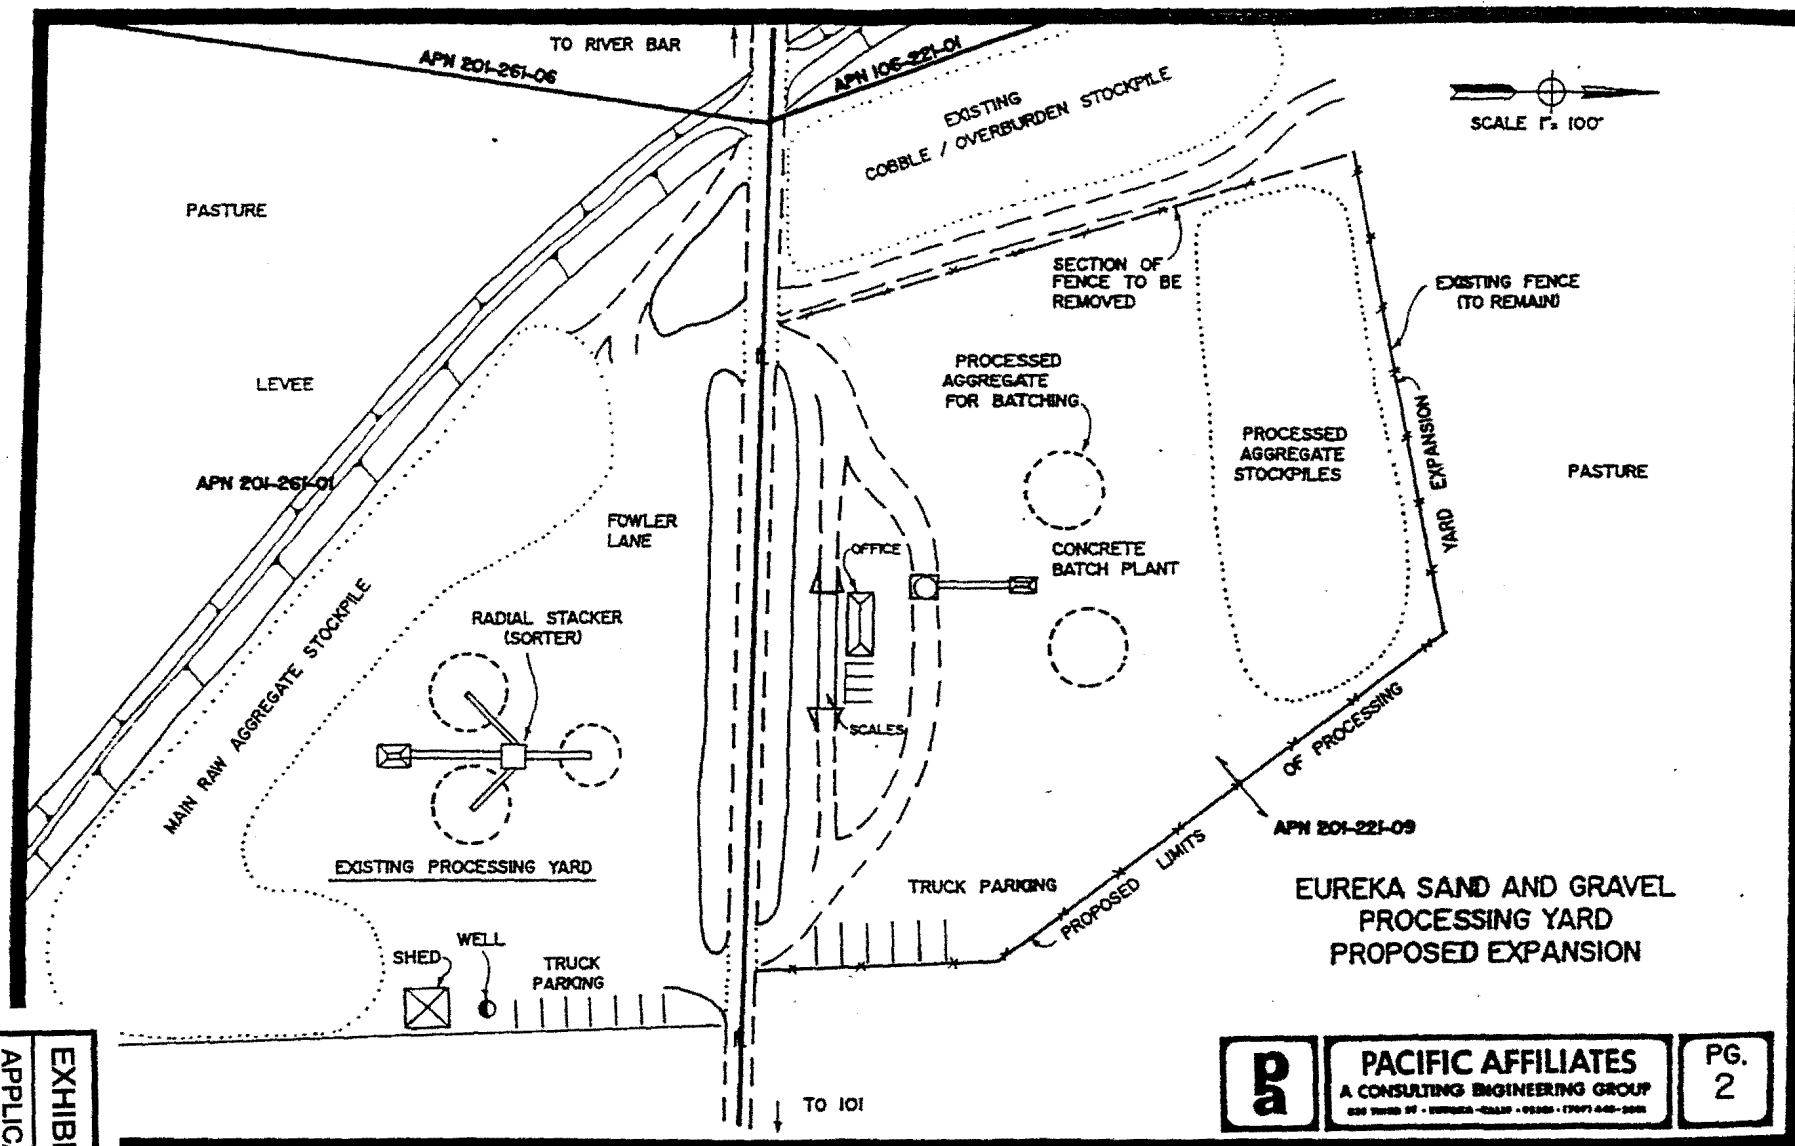 TO RIVER BAR
APN 201-261-06
APN 106-221-01
EXISTING
COBBLE / OVERBURDEN STOCKPILE
SCALE 1"= 100'
PASTURE
SECTION OF
FENCE TO BE
REMOVED
EXISTING FENCE
(TO REMAIN)
LEVEE
PROCESSED
AGGREGATE
FOR BATCHING
PROCESSED
AGGREGATE
STOCKPILES
YARD EXPANSION
PASTURE
APN 201-261-01
FOWLER
LANE
OFFICE
CONCRETE
BATCH PLANT
RADIAL STACKER
(SORTER)
MAIN RAW AGGREGATE STOCKPILE
SCALES
PROPOSED LIMITS OF PROCESSING
APN 201-221-09
EXISTING PROCESSING YARD
TRUCK PARKING
EUREKA SAND AND GRAVEL
PROCESSING YARD
PROPOSED EXPANSION
SHED
WELL
TRUCK
PARKING
TO 101
EXHIBI
APPLIC
pa
PACIFIC AFFILIATES
A CONSULTING ENGINEERING GROUP
PG.
2